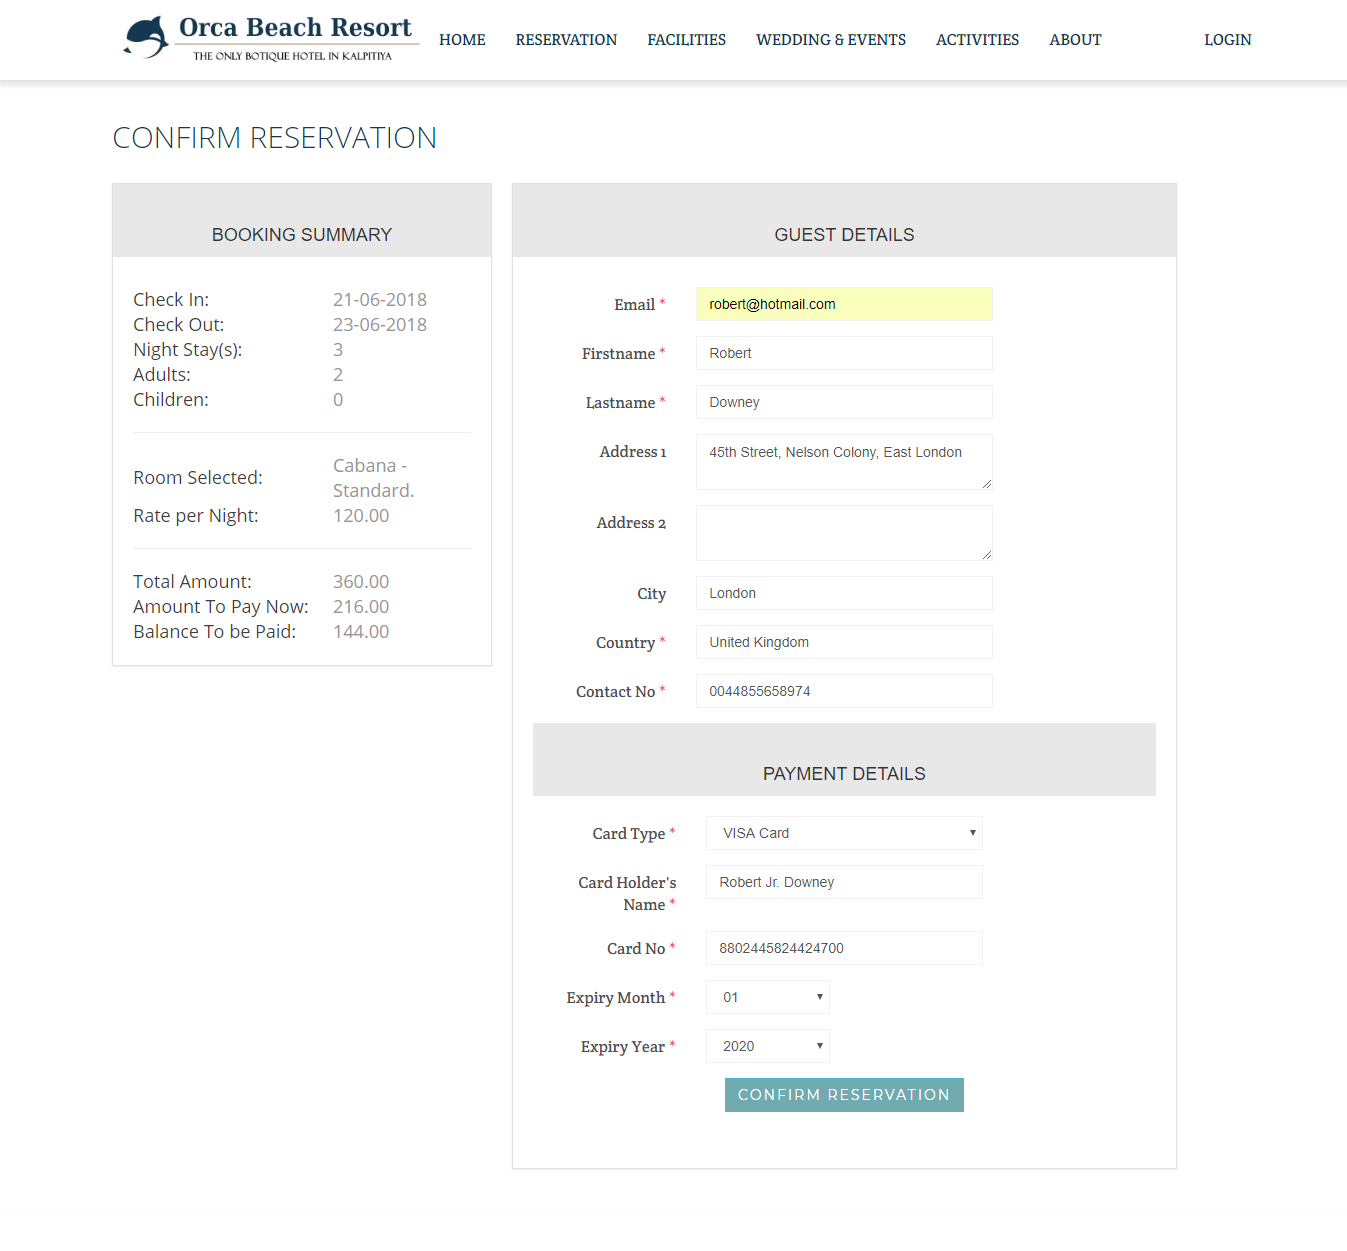 Orca Beach Resort
THE ONLY BOTIQUE HOTEL IN KALPITIYA
HOME RESERVATION FACILITIES WEDDING & EVENTS ACTIVITIES ABOUT LOGIN
CONFIRM RESERVATION
BOOKING SUMMARY
Check In: 21-06-2018
Check Out: 23-06-2018
Night Stay(s): 3
Adults: 2
Children: 0
Room Selected: Cabana -
Standard.
Rate per Night: 120.00
Total Amount: 360.00
Amount To Pay Now: 216.00
Balance To be Paid: 144.00
GUEST DETAILS
Email * robert@hotmail.com
Firstname * Robert
Lastname * Downey
Address 1 45th Street, Nelson Colony, East London
Address 2
City London
Country * United Kingdom
Contact No * 0044855658974
PAYMENT DETAILS
Card Type * VISA Card
Card Holder's
Name * Robert Jr. Downey
Card No * 8802445824424700
Expiry Month * 01
Expiry Year * 2020
CONFIRM RESERVATION